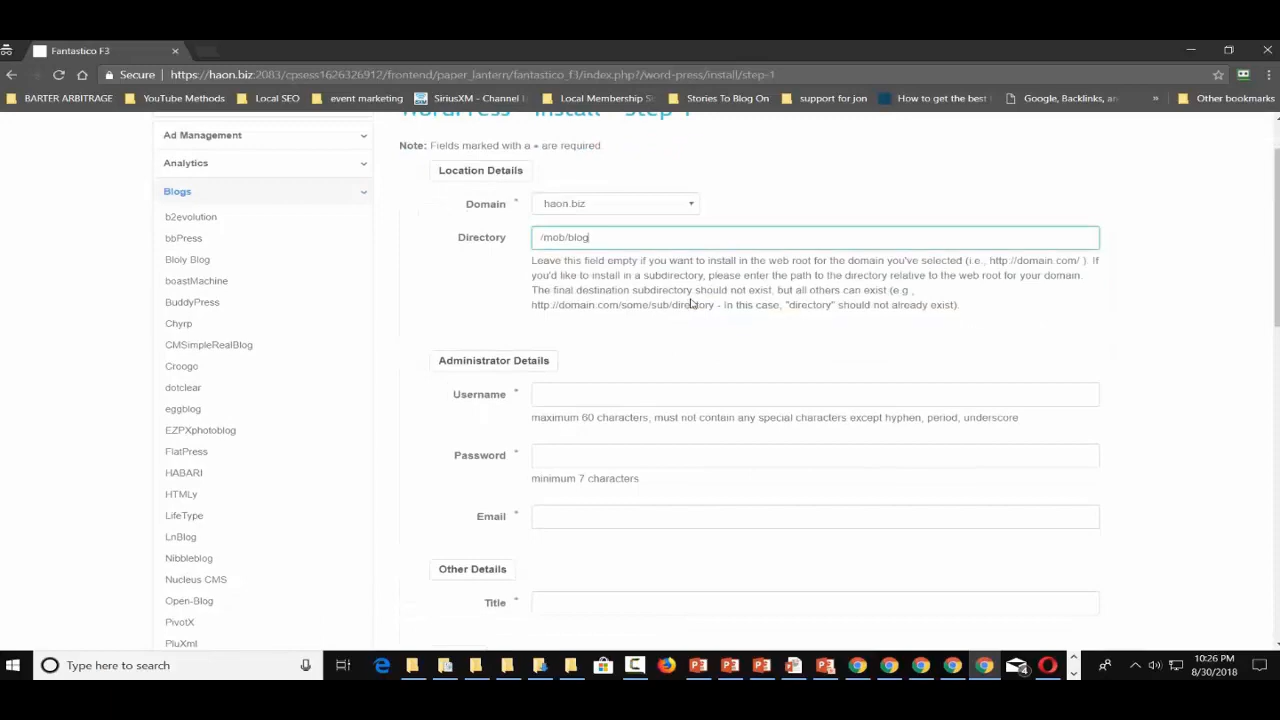 Fantastico F3
Secure
https://haon.biz:2083/cpsess1626326912/frontend/paper_lantern/fantastico_f3/index.php?/word-press/install/step-1
BARTER ARBITRAGE YouTube Methods Local SEO event marketing SiriusXM - Channel Local Membership Stories To Blog On support for jon How to get the best Google, Backlinks, Other bookmarks
WordPress - Install - Step 1
Ad Management
Analytics
Blogs
b2evolution
bbPress
Bloly Blog
boastMachine
BuddyPress
Chyrp
CMSimpleRealBlog
Croogo
dotclear
eggblog
EZPXphotoblog
FlatPress
HABARI
HTMLy
LifeType
LnBlog
Nibbleblog
Nucleus CMS
Open-Blog
PivotX
PluXml
Note: Fields marked with a * are required
Location Details
Domain * haon.biz
Directory /mob/blog
Leave this field empty if you want to install in the web root for the domain you've selected (i.e., http://domain.com/ ). If
you'd like to install in a subdirectory, please enter the path to the directory relative to the web root for your domain.
The final destination subdirectory should not exist, but all others can exist (e.g ,
http://domain.com/some/sub/directory - In this case, "directory" should not already exist).
Administrator Details
Username *
maximum 60 characters, must not contain any special characters except hyphen, period, underscore
Password *
minimum 7 characters
Email *
Other Details
Title *
Type here to search
4
10:26 PM
8/30/2018